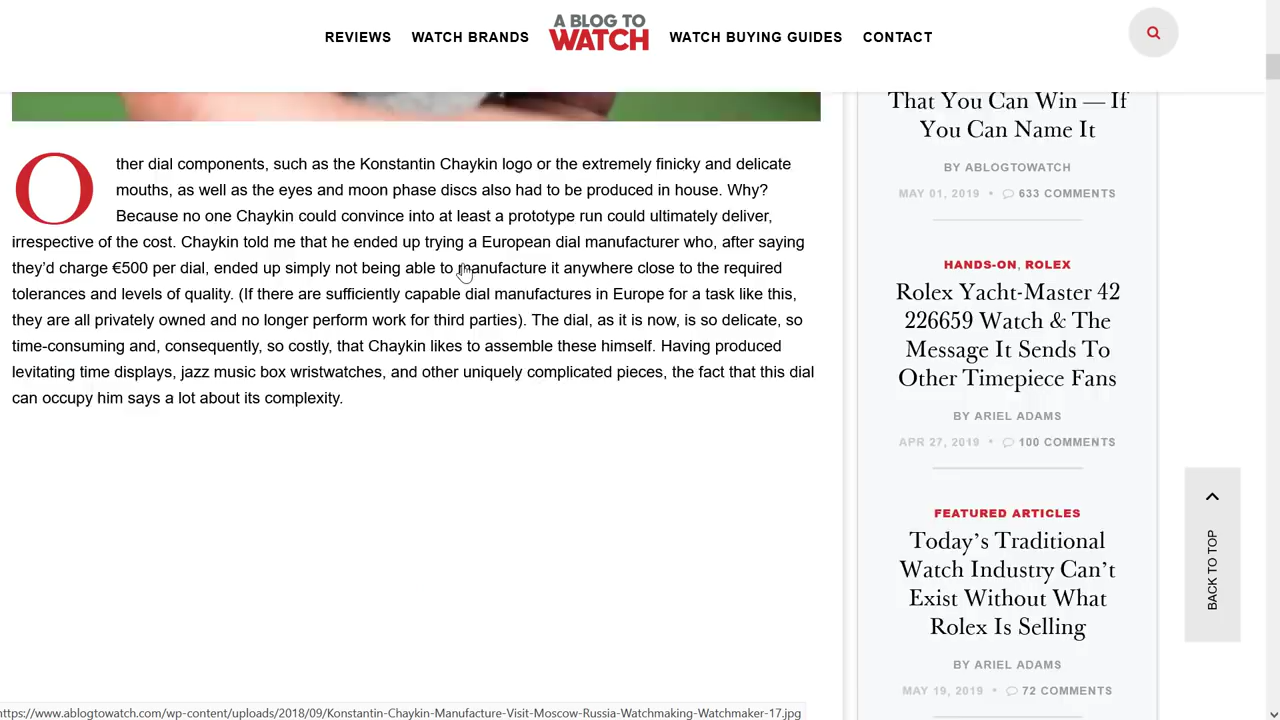 REVIEWS WATCH BRANDS A BLOG TO WATCH WATCH BUYING GUIDES CONTACT
Other dial components, such as the Konstantin Chaykin logo or the extremely finicky and delicate
mouths, as well as the eyes and moon phase discs also had to be produced in house. Why?
Because no one Chaykin could convince into at least a prototype run could ultimately deliver,
irrespective of the cost. Chaykin told me that he ended up trying a European dial manufacturer who, after saying
they’d charge €500 per dial, ended up simply not being able to manufacture it anywhere close to the required
tolerances and levels of quality. (If there are sufficiently capable dial manufactures in Europe for a task like this,
they are all privately owned and no longer perform work for third parties). The dial, as it is now, is so delicate, so
time-consuming and, consequently, so costly, that Chaykin likes to assemble these himself. Having produced
levitating time displays, jazz music box wristwatches, and other uniquely complicated pieces, the fact that this dial
can occupy him says a lot about its complexity.
That You Can Win — If
You Can Name It
BY ABLOGTOWATCH
MAY 01, 2019 • 633 COMMENTS
HANDS-ON, ROLEX
Rolex Yacht-Master 42
226659 Watch & The
Message It Sends To
Other Timepiece Fans
BY ARIEL ADAMS
APR 27, 2019 • 100 COMMENTS
FEATURED ARTICLES
Today’s Traditional
Watch Industry Can’t
Exist Without What
Rolex Is Selling
BY ARIEL ADAMS
MAY 19, 2019 • 72 COMMENTS
BACK TO TOP
https://www.ablogtowatch.com/wp-content/uploads/2018/09/Konstantin-Chaykin-Manufacture-Visit-Moscow-Russia-Watchmaking-Watchmaker-17.jpg